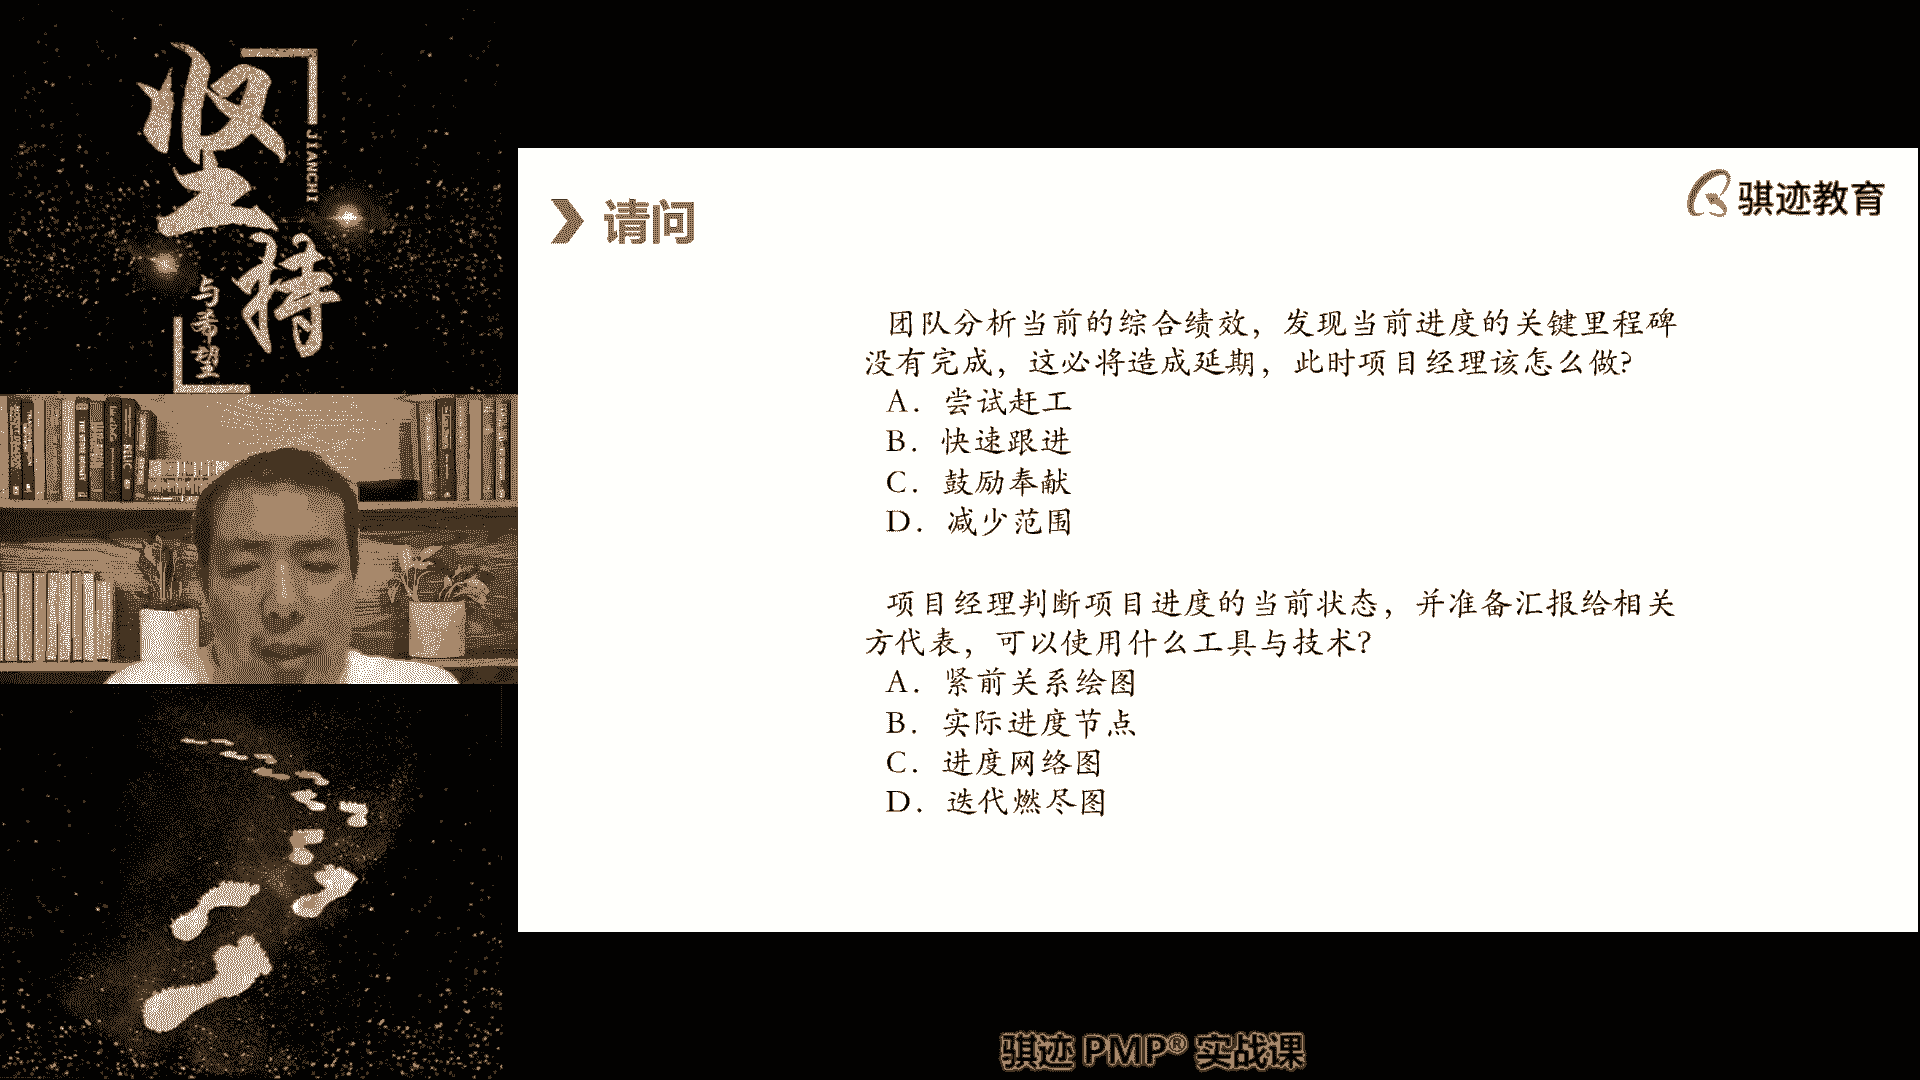 坚持
JIANCHI
与希望
骐迹教育
请问
团队分析当前的综合绩效，发现当前进度的关键里程碑
没有完成，这必将造成延期，此时项目经理该怎么做?
A. 尝试赶工
B. 快速跟进
C. 鼓励奉献
D. 减少范围
项目经理判断项目进度的当前状态，并准备汇报给相关
方代表，可以使用什么工具与技术?
A. 紧前关系绘图
B. 实际进度节点
C. 进度网络图
D. 迭代燃尽图
骐迹 PMP® 实战课